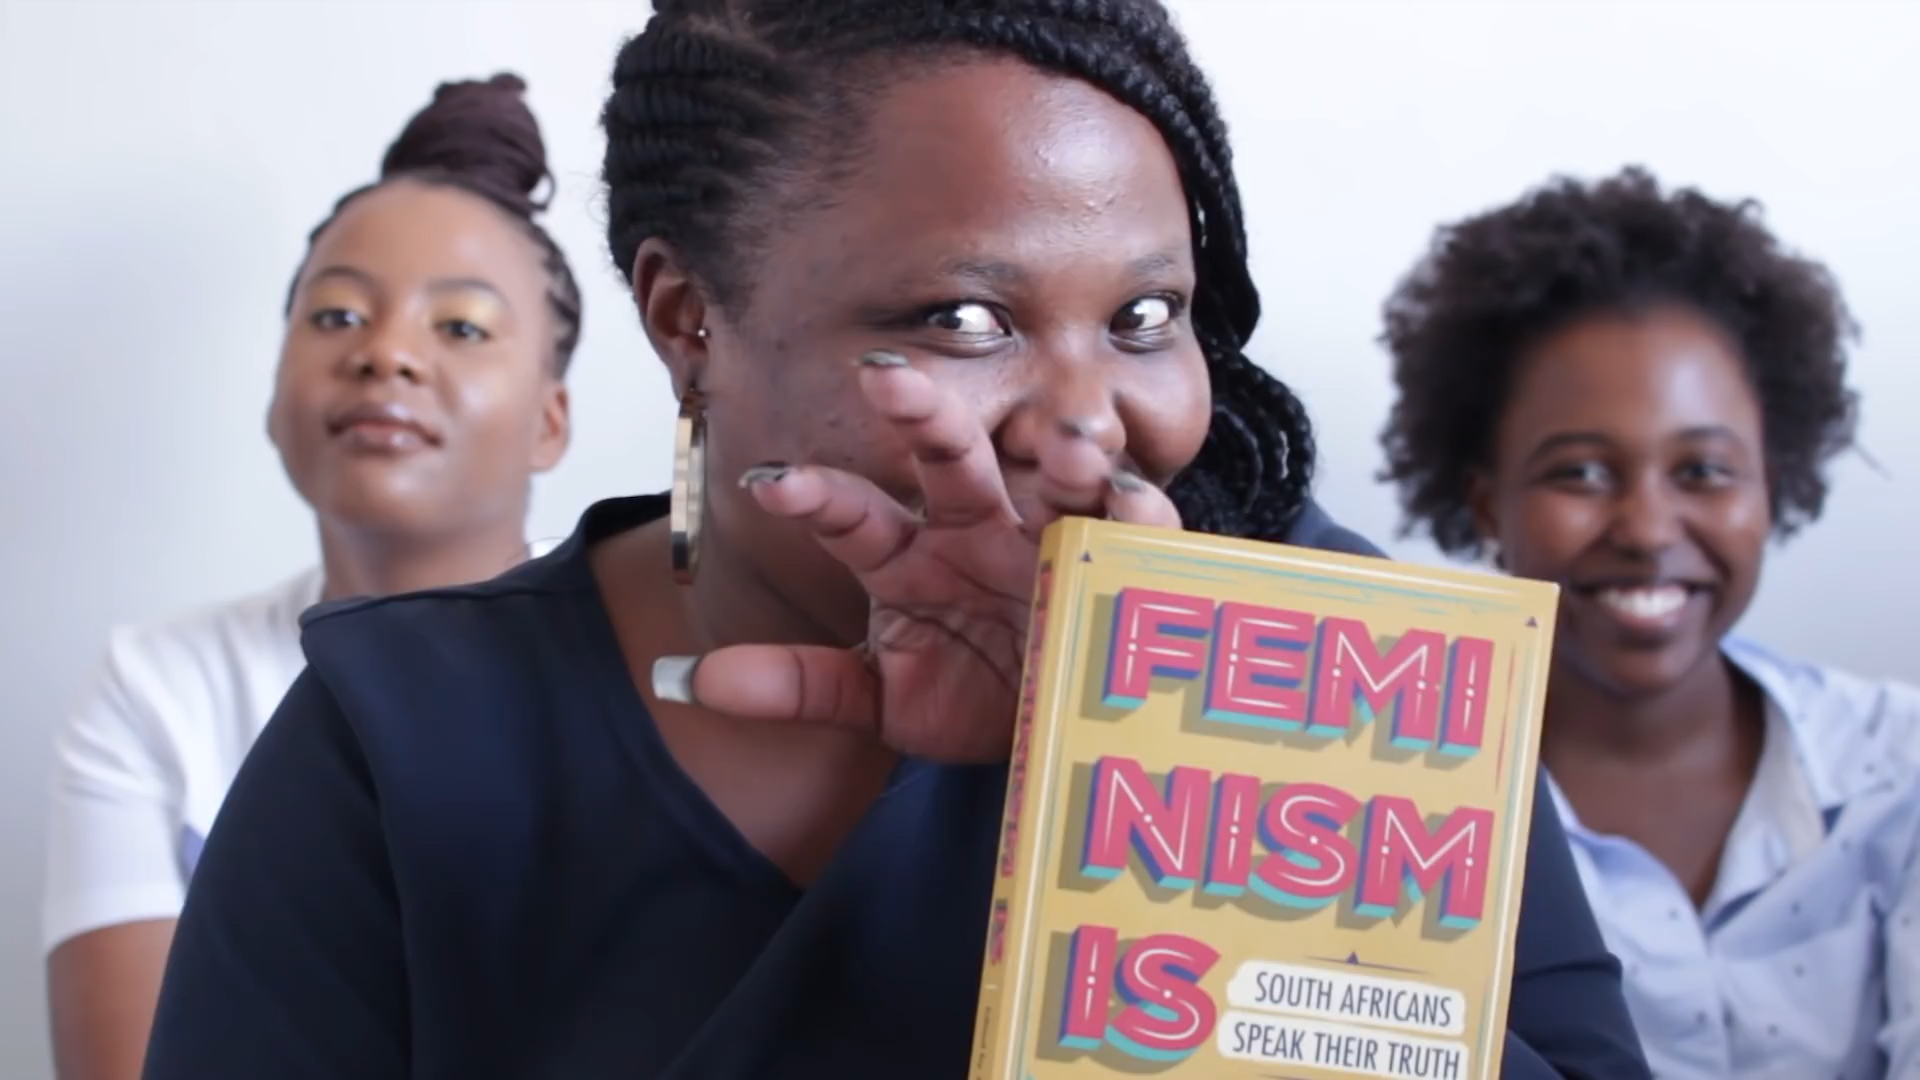 FEMI
NISM
IS
SOUTH AFRICANS
SPEAK THEIR TRUTH